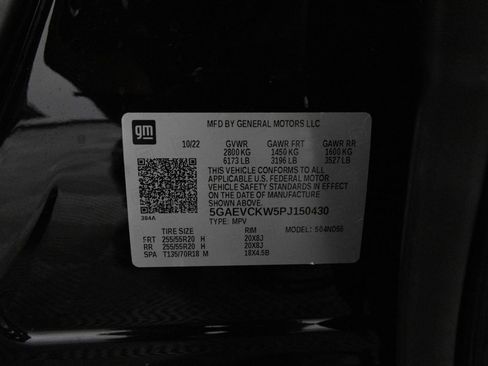 gm
MFD BY GENERAL MOTORS LLC
10/22 GVWR GAWR FRT GAWR RR
2800 KG 1450 KG 1600 KG
6173 LB 3196 LB 3527 LB
THIS VEHICLE CONFORMS TO ALL
APPLICABLE U.S. FEDERAL MOTOR
VEHICLE SAFETY STANDARDS IN EFFECT
ON THE DATE OF MANUFACTURE
SHOWN ABOVE.
5GAEVCKW5PJ150430
TYPE: MPV
384A
TIRE SIZE RIM MODEL:
FRT 255/55R20 H 20X8J
RR 255/55R20 H 20X8J
SPA T135/70R18 M 18X4.5B